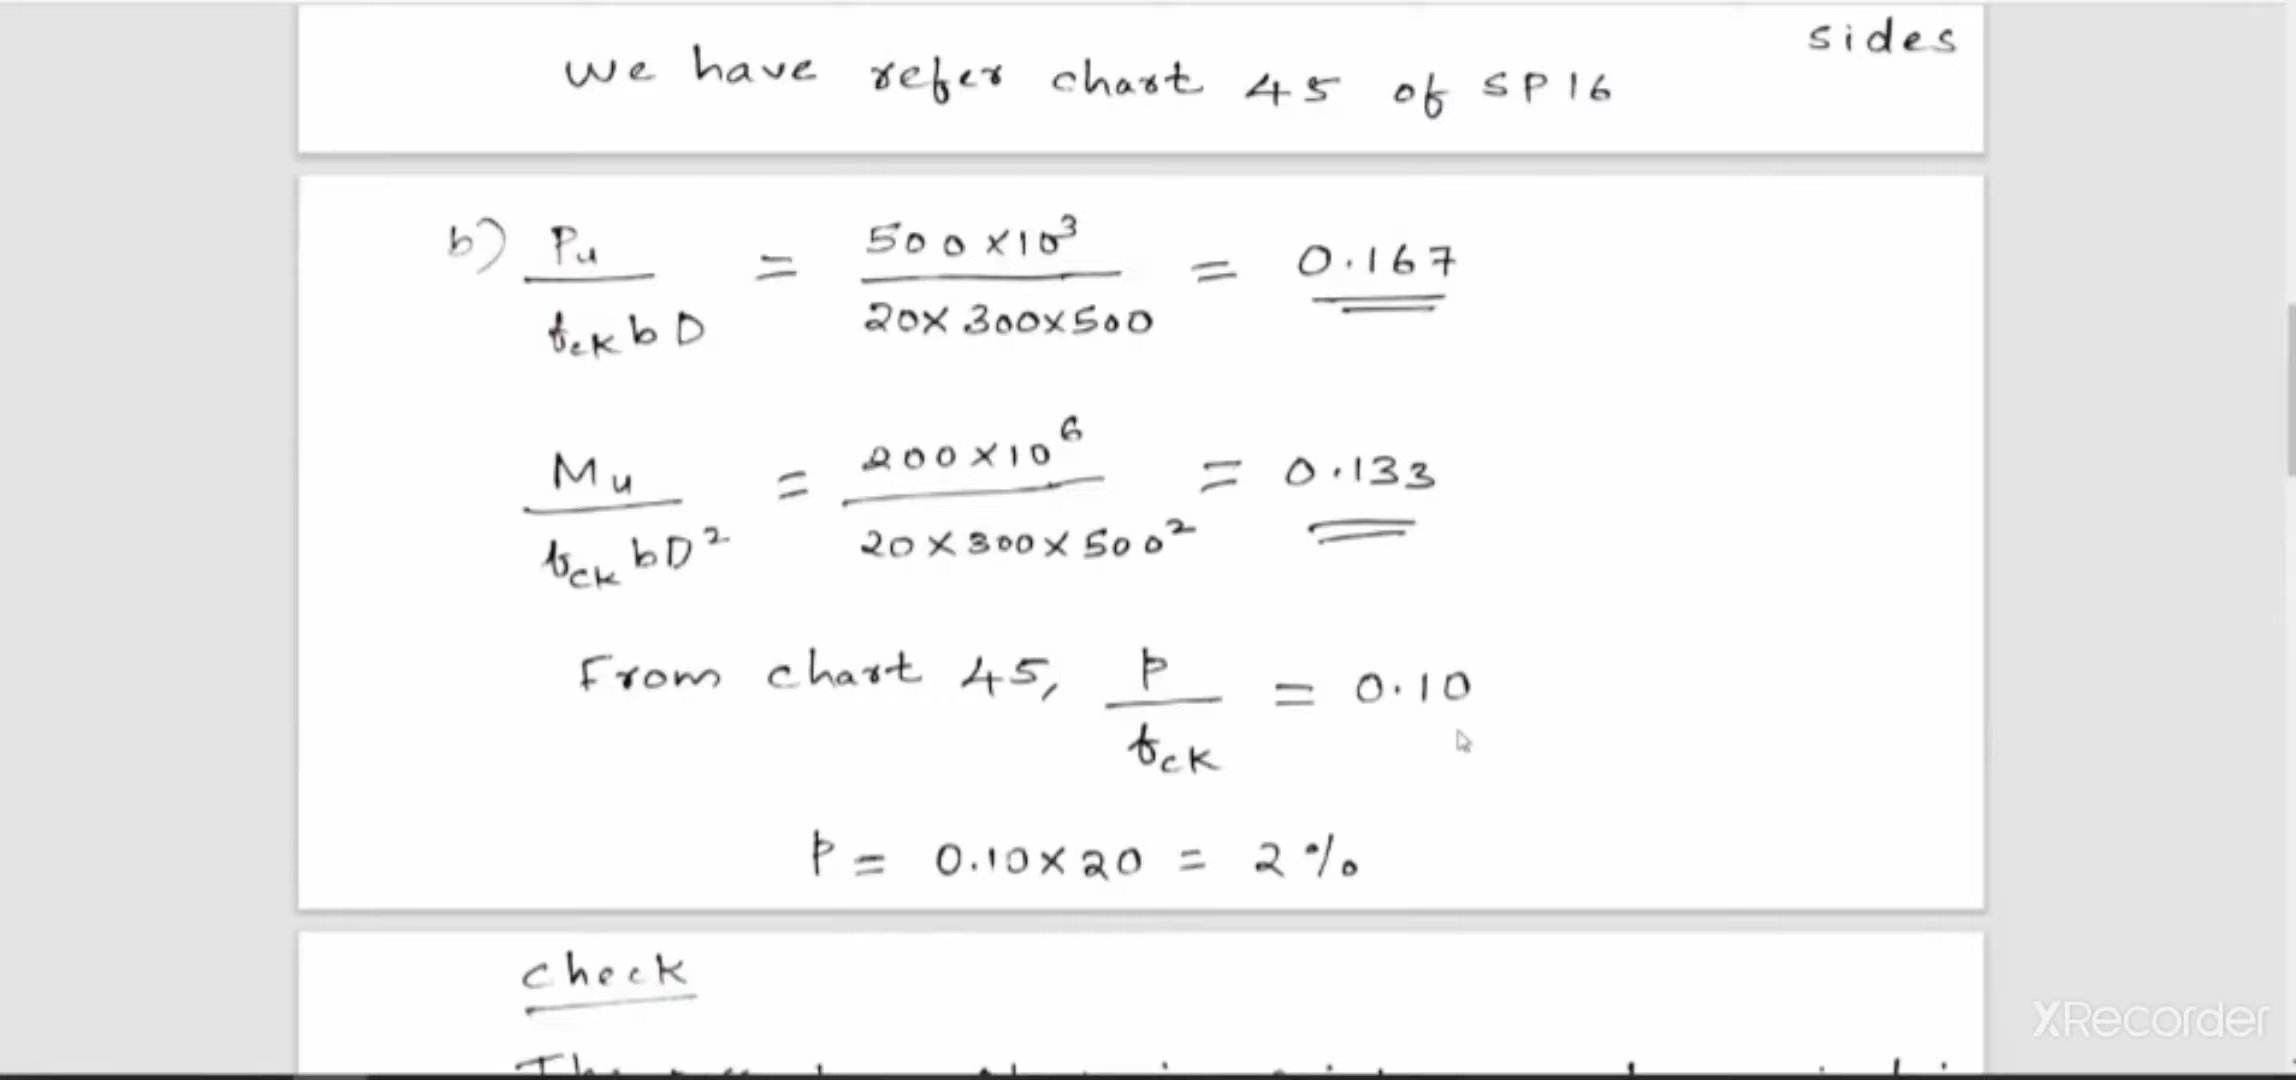 sides
we have refer chart 45 of SP16
b) Pu / fck b D = 500 × 10³ / 20 × 300 × 500 = 0.167
Mu / fck bD² = 200 × 10⁶ / 20 × 300 × 500² = 0.133
From chart 45, p / fck = 0.10
p = 0.10 × 20 = 2 %
check
XRecorder